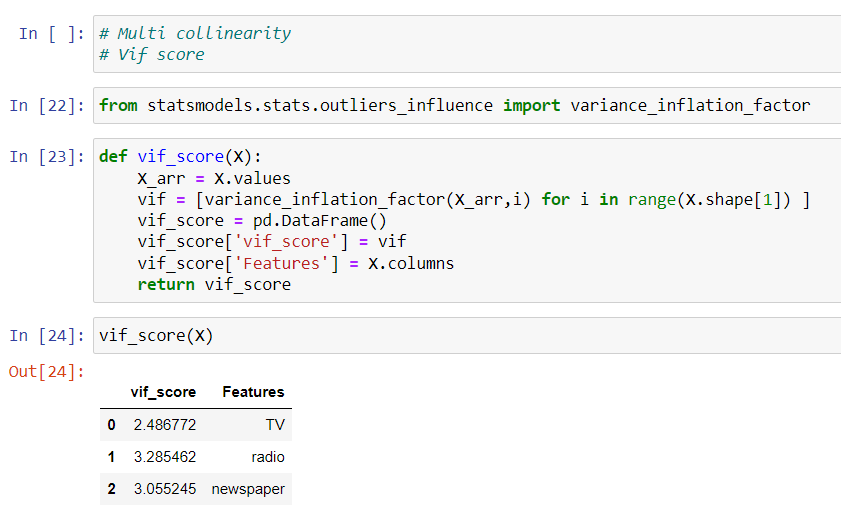 In [ ]: # Multi collinearity
# Vif score
In [22]: from statsmodels.stats.outliers_influence import variance_inflation_factor
In [23]: def vif_score(X):
    X_arr = X.values
    vif = [variance_inflation_factor(X_arr,i) for i in range(X.shape[1]) ]
    vif_score = pd.DataFrame()
    vif_score['vif_score'] = vif
    vif_score['Features'] = X.columns
    return vif_score
In [24]: vif_score(X)
Out[24]:
vif_score Features
0 2.486772 TV
1 3.285462 radio
2 3.055245 newspaper